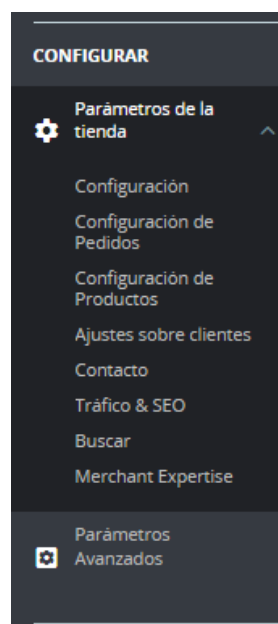 CONFIGURAR
Parámetros de la
tienda
Configuración
Configuración de
Pedidos
Configuración de
Productos
Ajustes sobre clientes
Contacto
Tráfico & SEO
Buscar
Merchant Expertise
Parámetros
Avanzados